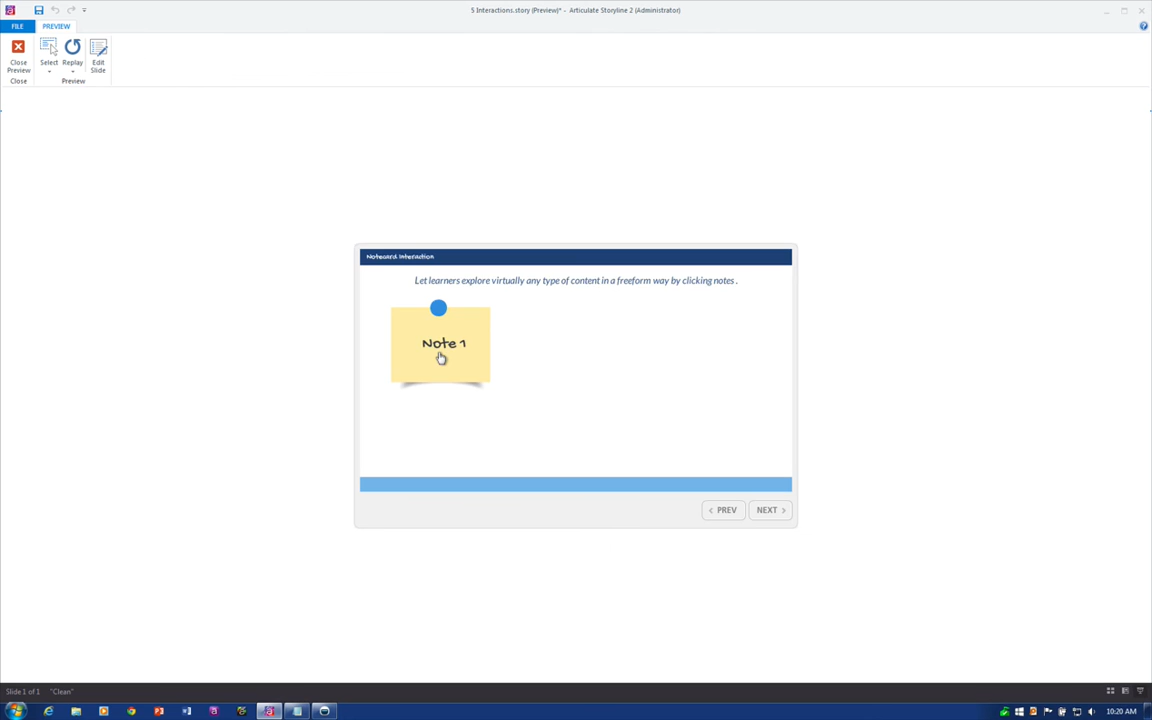 5 Interactions.story (Preview)* - Articulate Storyline 2 (Administrator)
FILE
PREVIEW
Close Preview
Select
Replay
Edit Slide
Close
Preview
Notecard Interaction
Let learners explore virtually any type of content in a freeform way by clicking notes .
Note 1
PREV
NEXT
Slide 1 of 1
"Clean"
10:20 AM